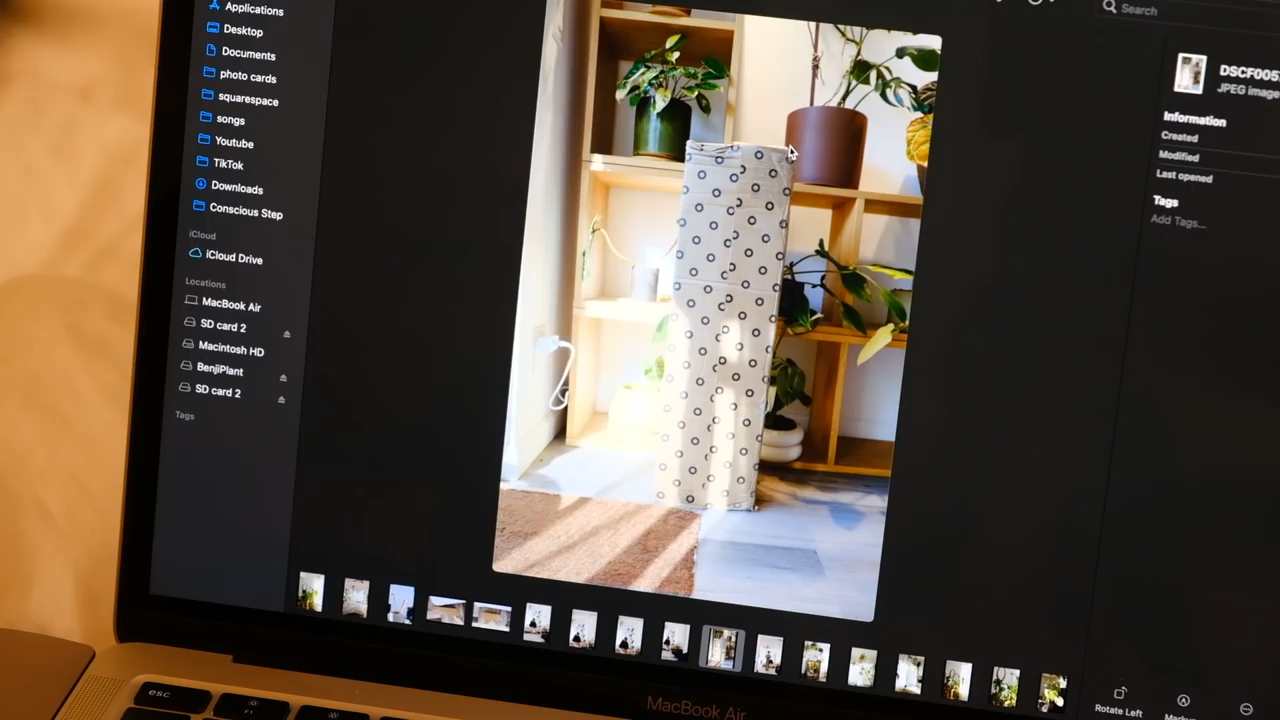 Applications
Desktop
Documents
photo cards
squarespace
songs
Youtube
TikTok
Downloads
Conscious Step
iCloud
iCloud Drive
Locations
MacBook Air
SD card 2
Macintosh HD
BenjiPlant
SD card 2
Tags
Search
DSCF005
JPEG image
Information
Created
Modified
Last opened
Tags
Add Tags...
Rotate Left
MacBook Air
esc